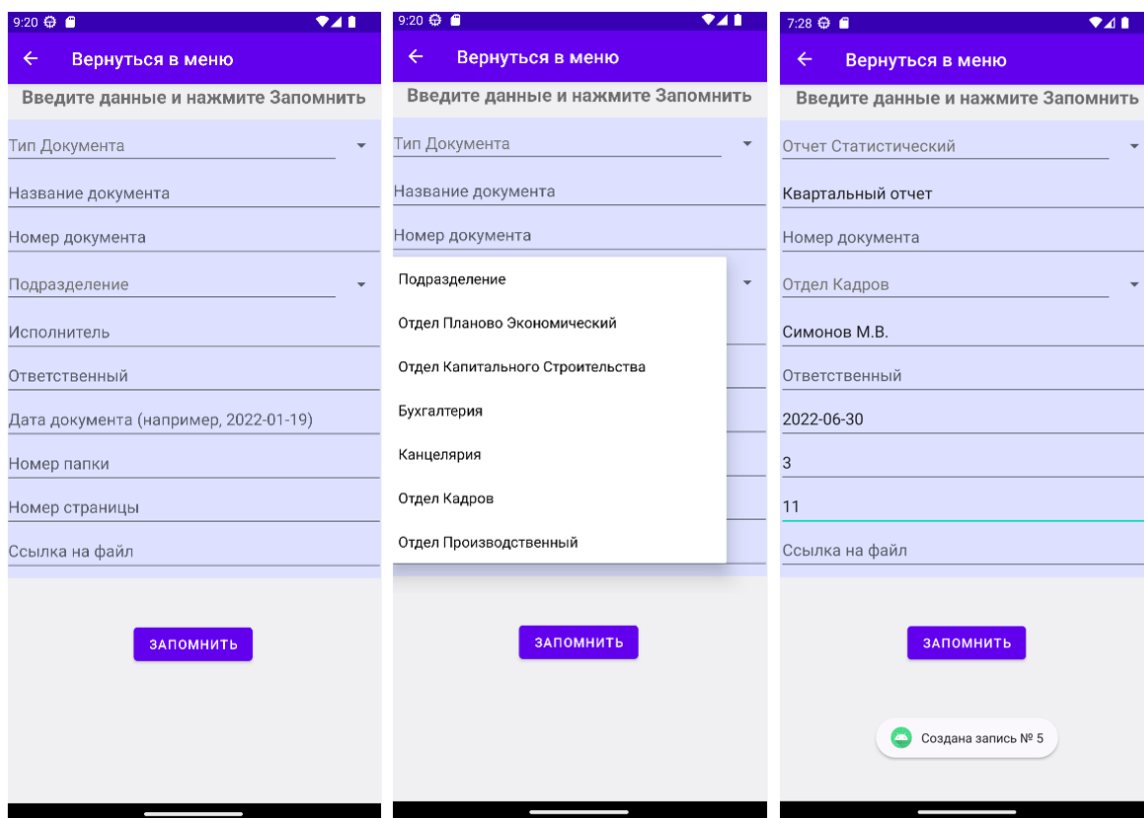 9:20
Вернуться в меню
Введите данные и нажмите Запомнить
Тип Документа
Название документа
Номер документа
Подразделение
Исполнитель
Ответственный
Дата документа (например, 2022-01-19)
Номер папки
Номер страницы
Ссылка на файл
ЗАПОМНИТЬ
9:20
Вернуться в меню
Введите данные и нажмите Запомнить
Тип Документа
Название документа
Номер документа
Подразделение
Отдел Планово Экономический
Отдел Капитального Строительства
Бухгалтерия
Канцелярия
Отдел Кадров
Отдел Производственный
ЗАПОМНИТЬ
7:28
Вернуться в меню
Введите данные и нажмите Запомнить
Отчет Статистический
Квартальный отчет
Номер документа
Отдел Кадров
Симонов М.В.
Ответственный
2022-06-30
3
11
Ссылка на файл
ЗАПОМНИТЬ
Создана запись № 5